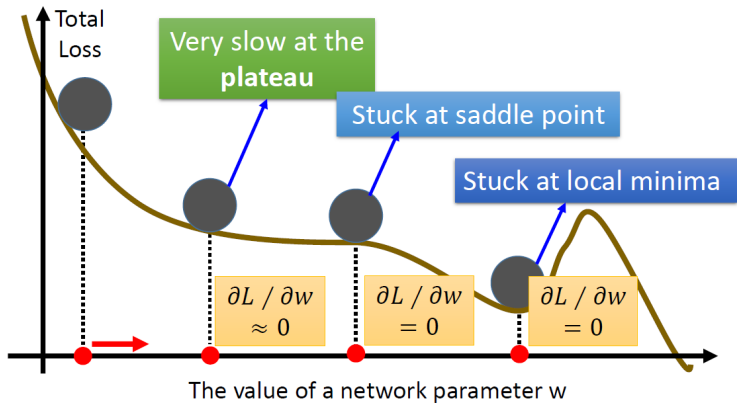 Total
Loss
Very slow at the
plateau
Stuck at saddle point
Stuck at local minima
∂L / ∂w
≈ 0
∂L / ∂w
= 0
∂L / ∂w
= 0
The value of a network parameter w